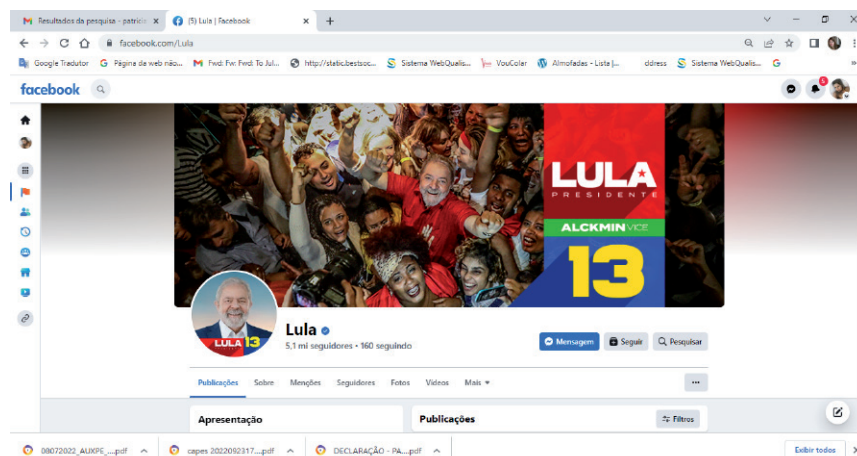 Resultados da pesquisa - patricia
(5) Lula | Facebook
facebook.com/Lula
Google Tradutor
Página da web não...
Fwd: Fw: Fwd: To Jul...
http://static.bestsoc...
Sistema WebQualis...
VouColar
Almofadas - Lista |...
ddress
Sistema WebQualis...
facebook
5
LULA
PRESIDENTE
ALCKMIN VICE
13
LULA 13
Lula
5,1 mi seguidores • 160 seguindo
Mensagem
Seguir
Pesquisar
Publicações
Sobre
Menções
Seguidores
Fotos
Vídeos
Mais
Apresentação
Publicações
Filtros
08072022_AUXPE_....pdf
capes 2022092317....pdf
DECLARAÇÃO - PA....pdf
Exibir todos